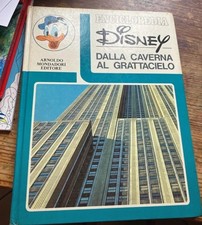 ENCICLOPEDIA
DISNEY
DALLA CAVERNA
AL GRATTACIELO
ARNOLDO
MONDADORI
EDITORE